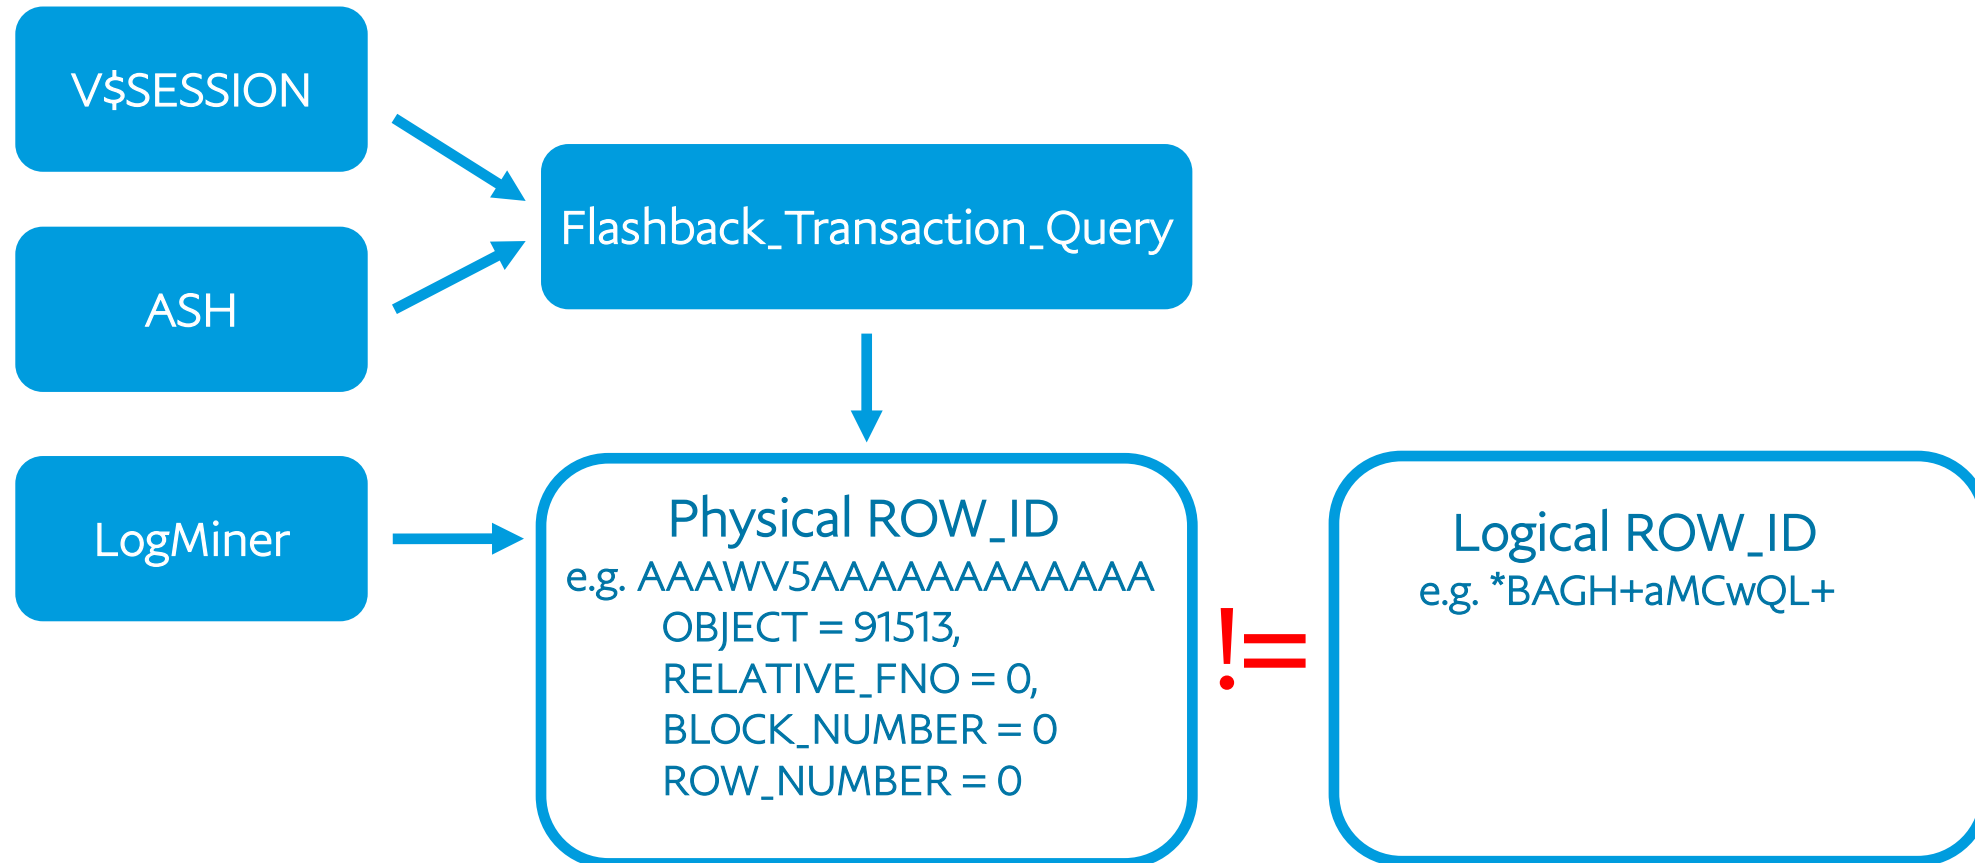 V$SESSION
Flashback_Transaction_Query
ASH
LogMiner
Physical ROW_ID
e.g. AAAWV5AAAAAAAAAAAA
OBJECT = 91513,
RELATIVE_FNO = 0,
BLOCK_NUMBER = 0
ROW_NUMBER = 0
!=
Logical ROW_ID
e.g. *BAGH+aMCwQL+